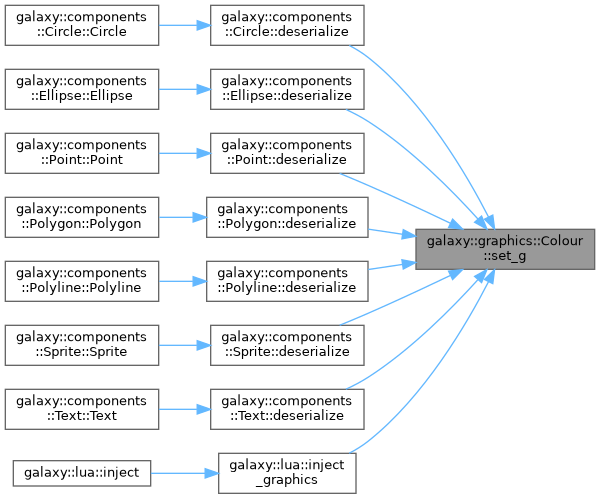 galaxy::components
::Circle::Circle
galaxy::components
::Circle::deserialize
galaxy::components
::Ellipse::Ellipse
galaxy::components
::Ellipse::deserialize
galaxy::components
::Point::Point
galaxy::components
::Point::deserialize
galaxy::components
::Polygon::Polygon
galaxy::components
::Polygon::deserialize
galaxy::graphics::Colour
::set_g
galaxy::components
::Polyline::Polyline
galaxy::components
::Polyline::deserialize
galaxy::components
::Sprite::Sprite
galaxy::components
::Sprite::deserialize
galaxy::components
::Text::Text
galaxy::components
::Text::deserialize
galaxy::lua::inject
galaxy::lua::inject
_graphics